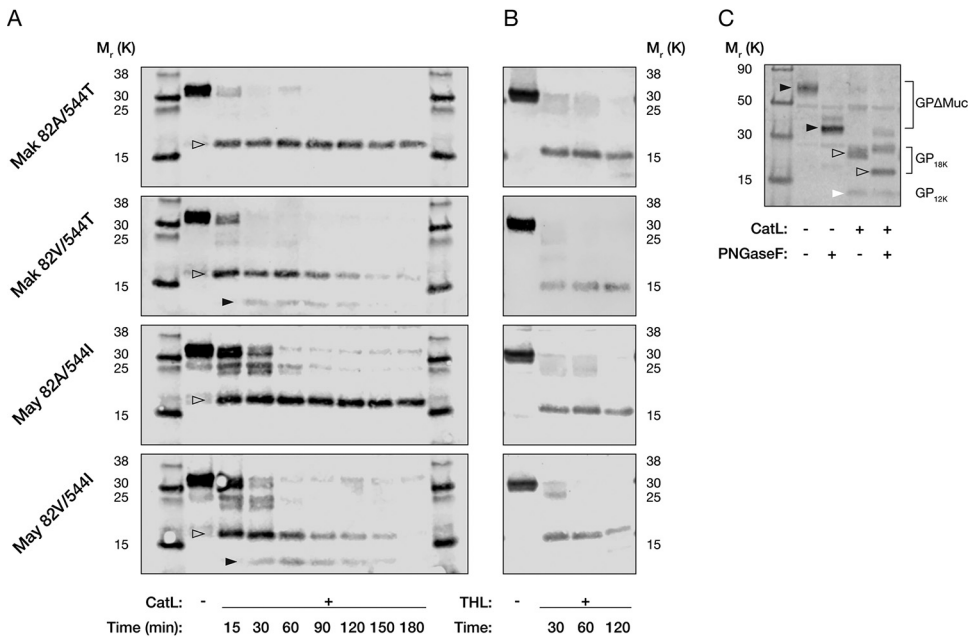 A
B
C
Mr (K)
38
30
25
15
38
30
25
15
38
30
25
15
38
30
25
15
Mak 82A/544T
Mak 82V/544T
May 82A/544I
May 82V/544I
CatL: - +
Time (min): 15 30 60 90 120 150 180
Mr (K)
38
30
25
15
38
30
25
15
38
30
25
15
38
30
25
15
THL: - +
Time: 30 60 120
Mr (K)
90
50
30
15
GPΔMuc
GP18K
GP12K
CatL: - - + +
PNGaseF: - + - +